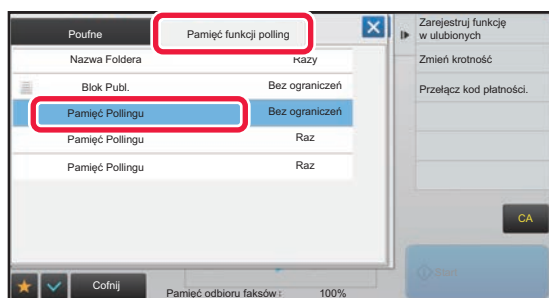 Poufne
Pamięć funkcji polling
Nazwa Foldera
Razy
Blok Publ.
Bez ograniczeń
Pamięć Pollingu
Bez ograniczeń
Pamięć Pollingu
Raz
Pamięć Pollingu
Raz
Cofnij
Pamięć odbioru faksów :
100%
Zarejestruj funkcję
w ulubionych
Zmień krotność
Przełącz kod płatności.
CA
Start